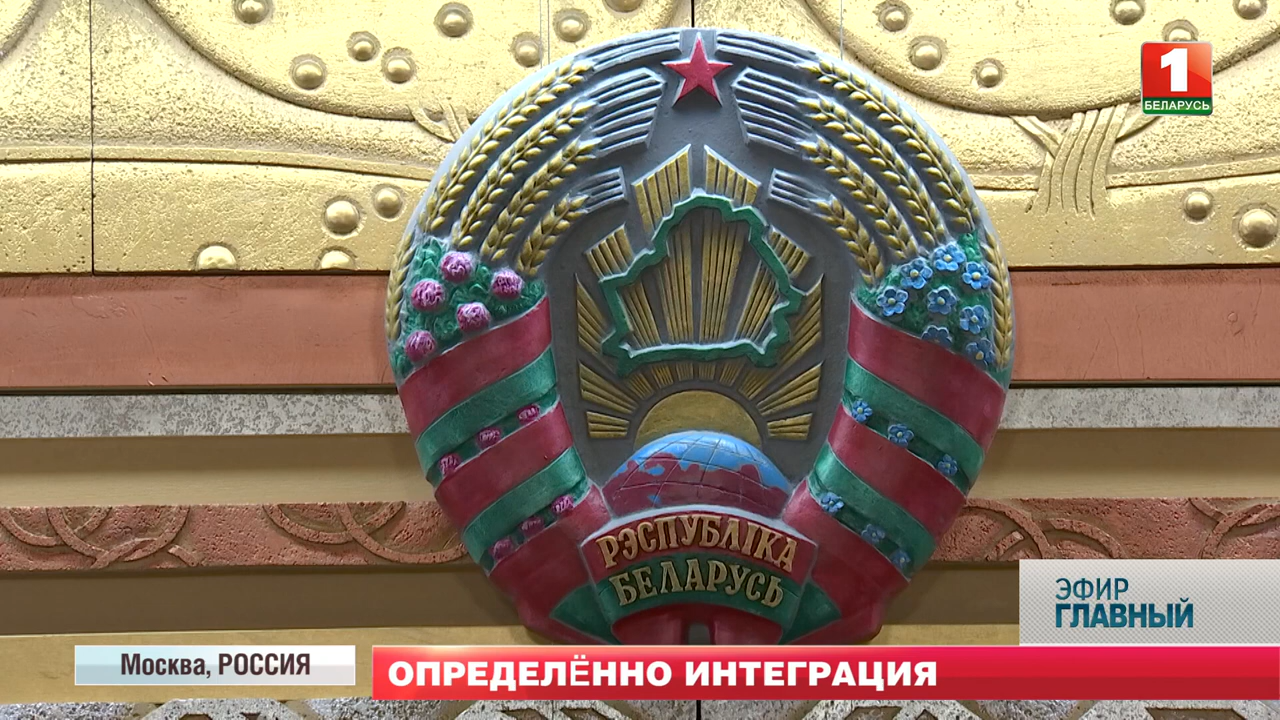 1
БЕЛАРУСЬ
РЭСПУБЛІКА
БЕЛАРУСЬ
ЭФИР
ГЛАВНЫЙ
Москва, РОССИЯ
ОПРЕДЕЛЁННО ИНТЕГРАЦИЯ